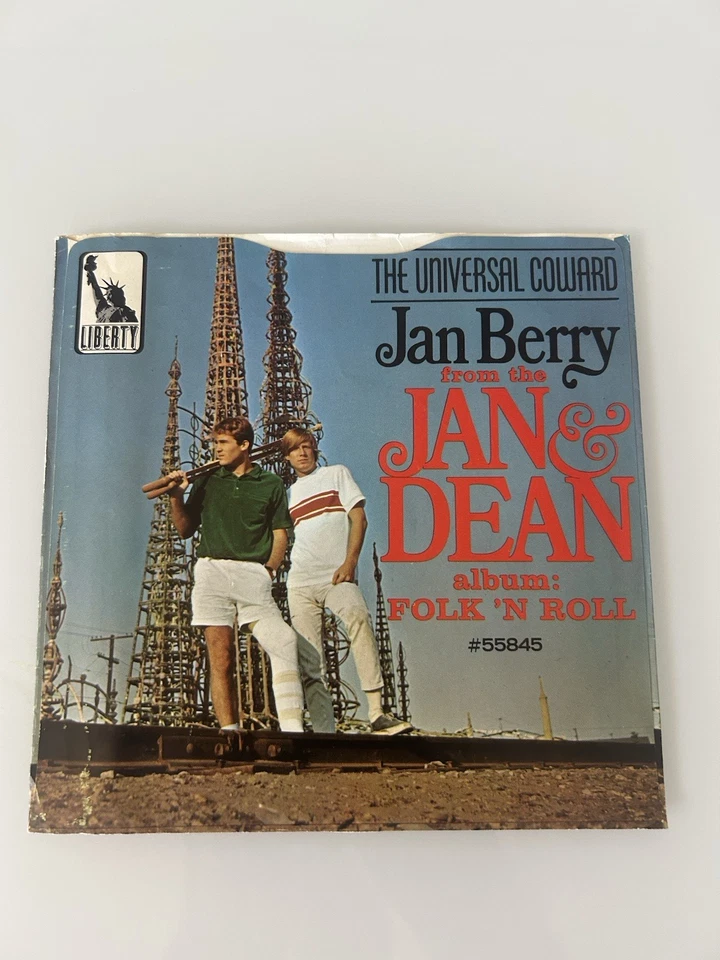 LIBERTY
THE UNIVERSAL COWARD
Jan Berry
from the
JAN &
DEAN
album:
FOLK 'N ROLL
#55845